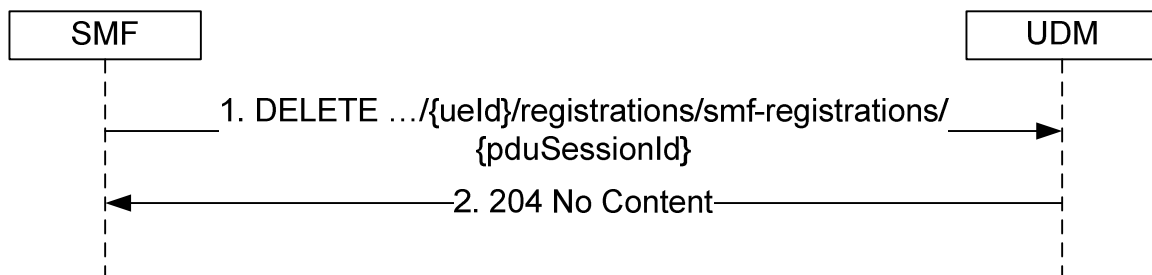 SMF
UDM
1. DELETE …/{ueId}/registrations/smf-registrations/
{pduSessionId}
2. 204 No Content